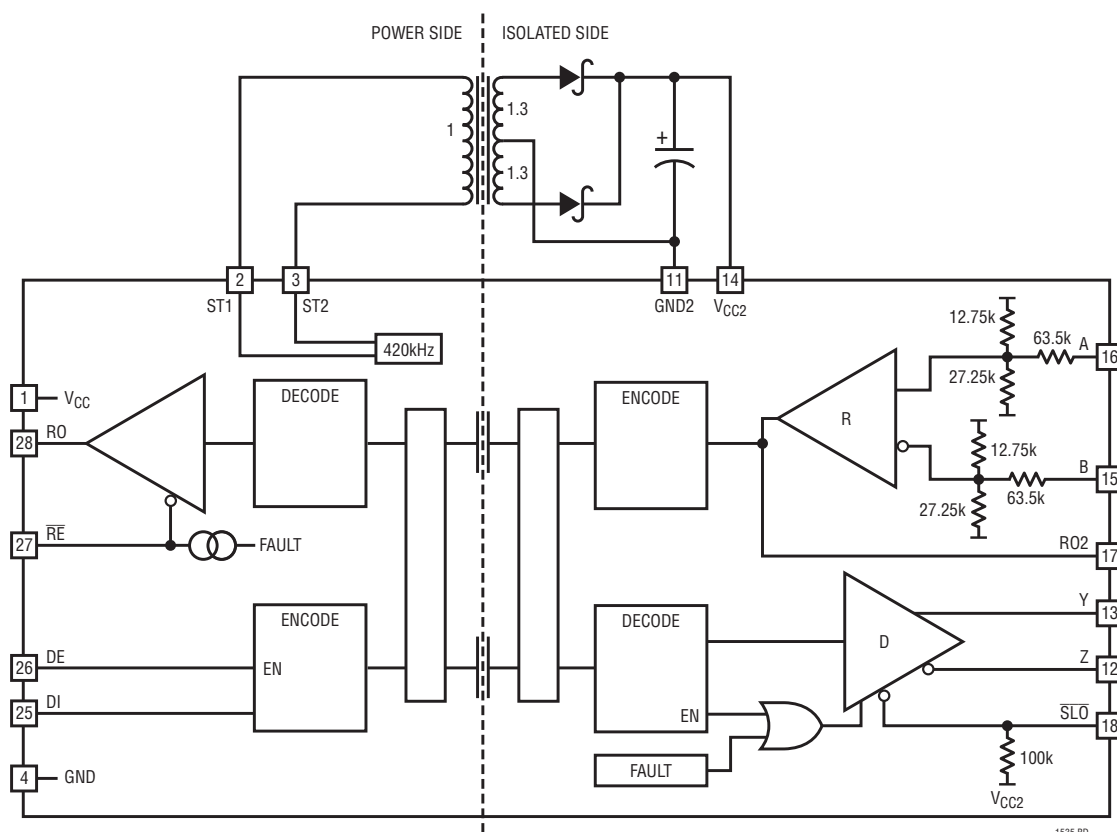 POWER SIDE
ISOLATED SIDE
1
1.3
1.3
2
3
11
14
ST1
ST2
GND2
VCC2
420kHz
12.75k
63.5k
A
16
27.25k
1
VCC
DECODE
ENCODE
R
28
RO
12.75k
B
15
27.25k
63.5k
27
RE
FAULT
RO2
17
ENCODE
DECODE
Y
13
D
26
DE
EN
Z
12
25
DI
EN
SLO
18
4
GND
FAULT
100k
VCC2
1535 BD